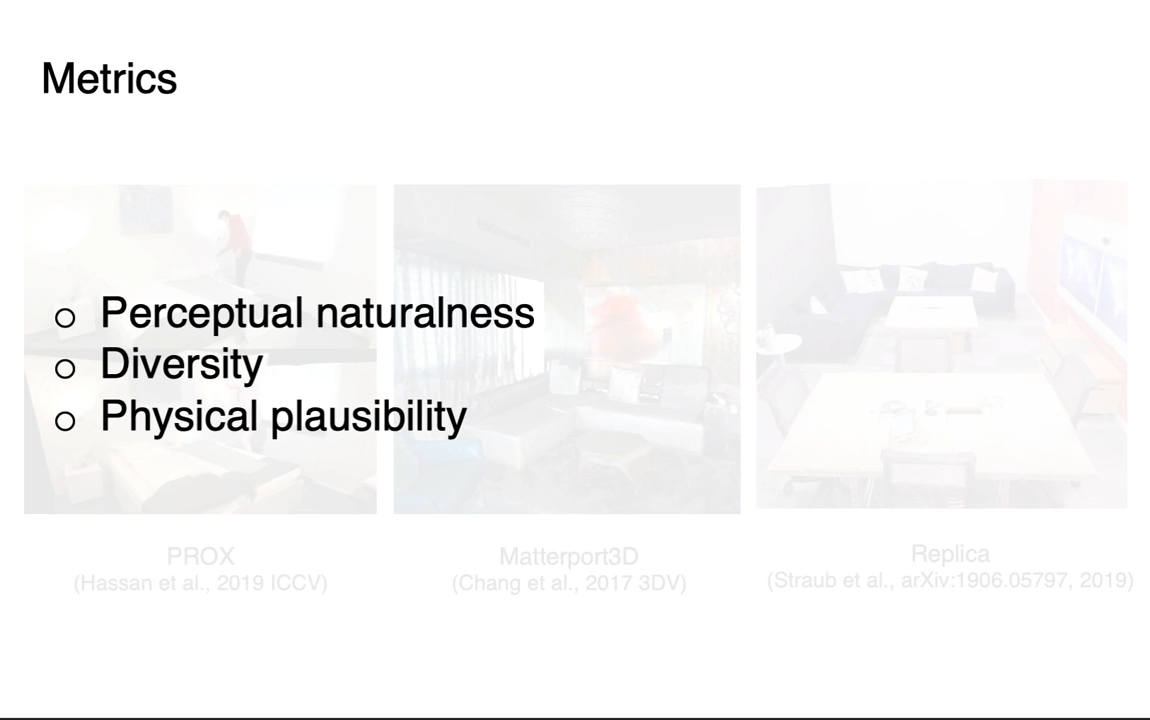 Metrics
Perceptual naturalness
Diversity
Physical plausibility
PROX
(Hassan et al., 2019 ICCV)
Matterport3D
(Chang et al., 2017 3DV)
Replica
(Straub et al., arXiv:1906.05797, 2019)